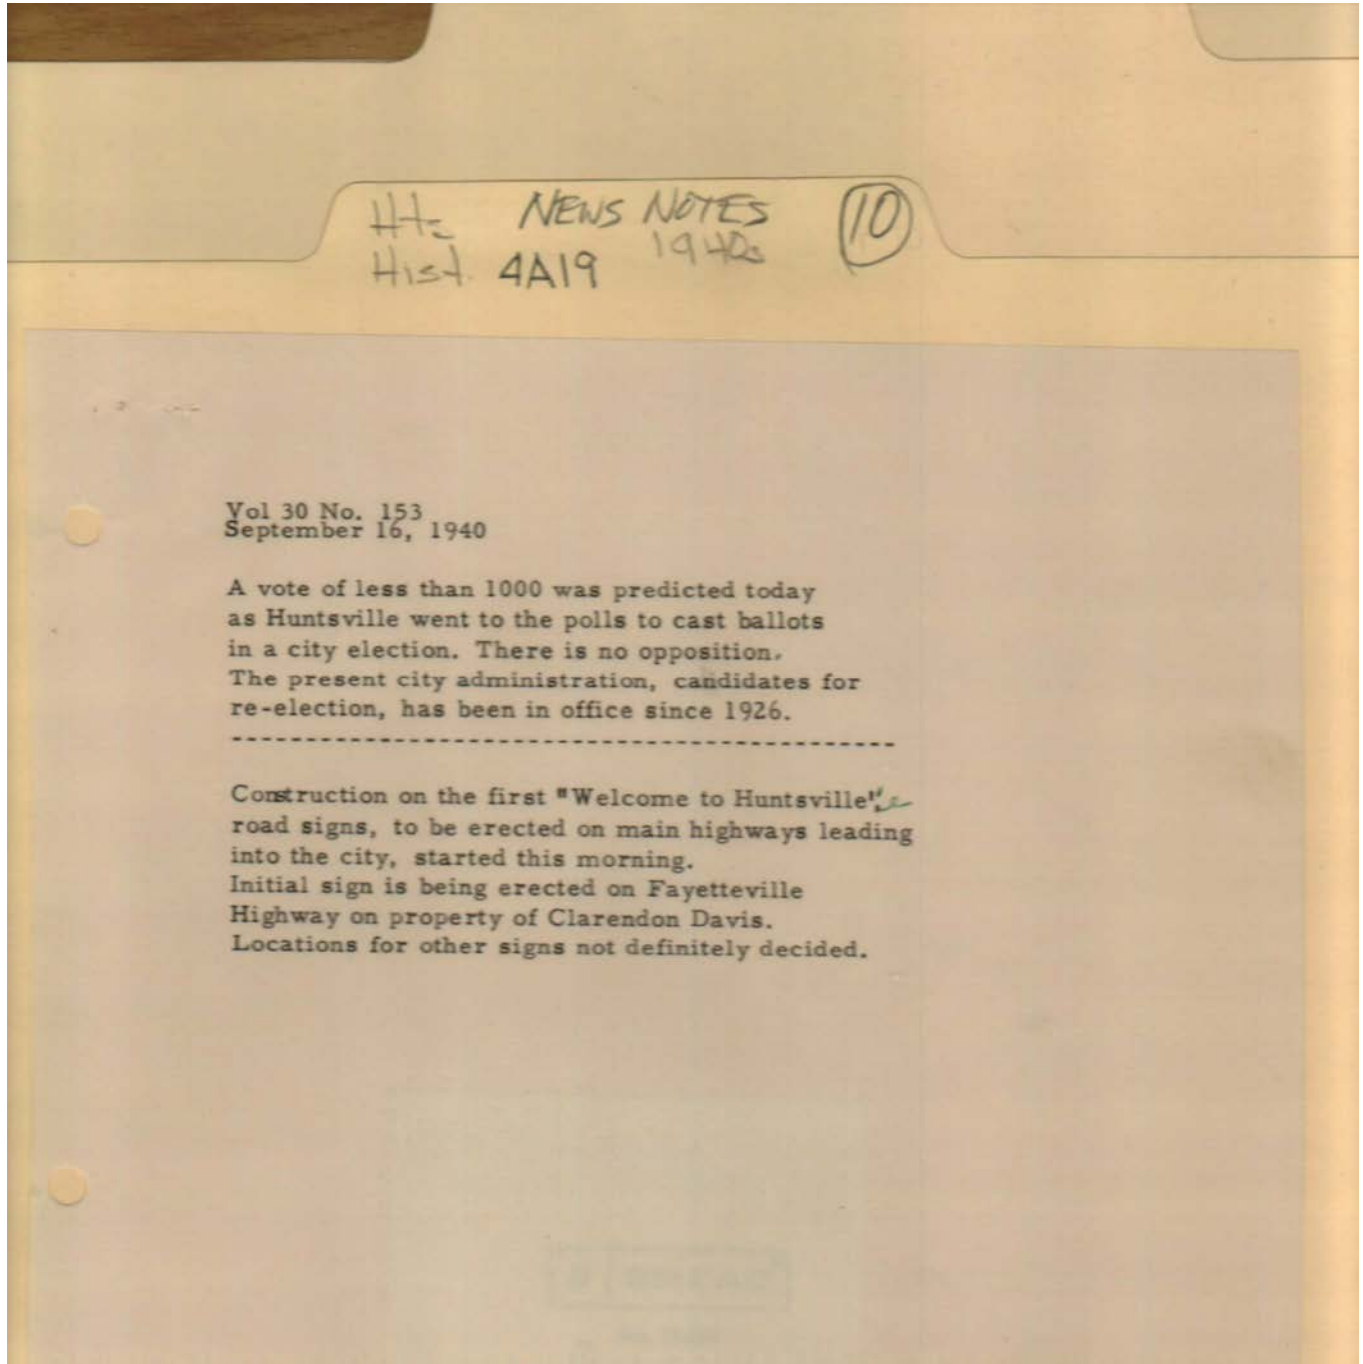 Hts NEWS NOTES 10
Hist. 4A19 1940s
Vol 30 No. 153
September 16, 1940
A vote of less than 1000 was predicted today
as Huntsville went to the polls to cast ballots
in a city election. There is no opposition.
The present city administration, candidates for
re-election, has been in office since 1926.
---------------------------------------------
Construction on the first "Welcome to Huntsville"
road signs, to be erected on main highways leading
into the city, started this morning.
Initial sign is being erected on Fayetteville
Highway on property of Clarendon Davis.
Locations for other signs not definitely decided.